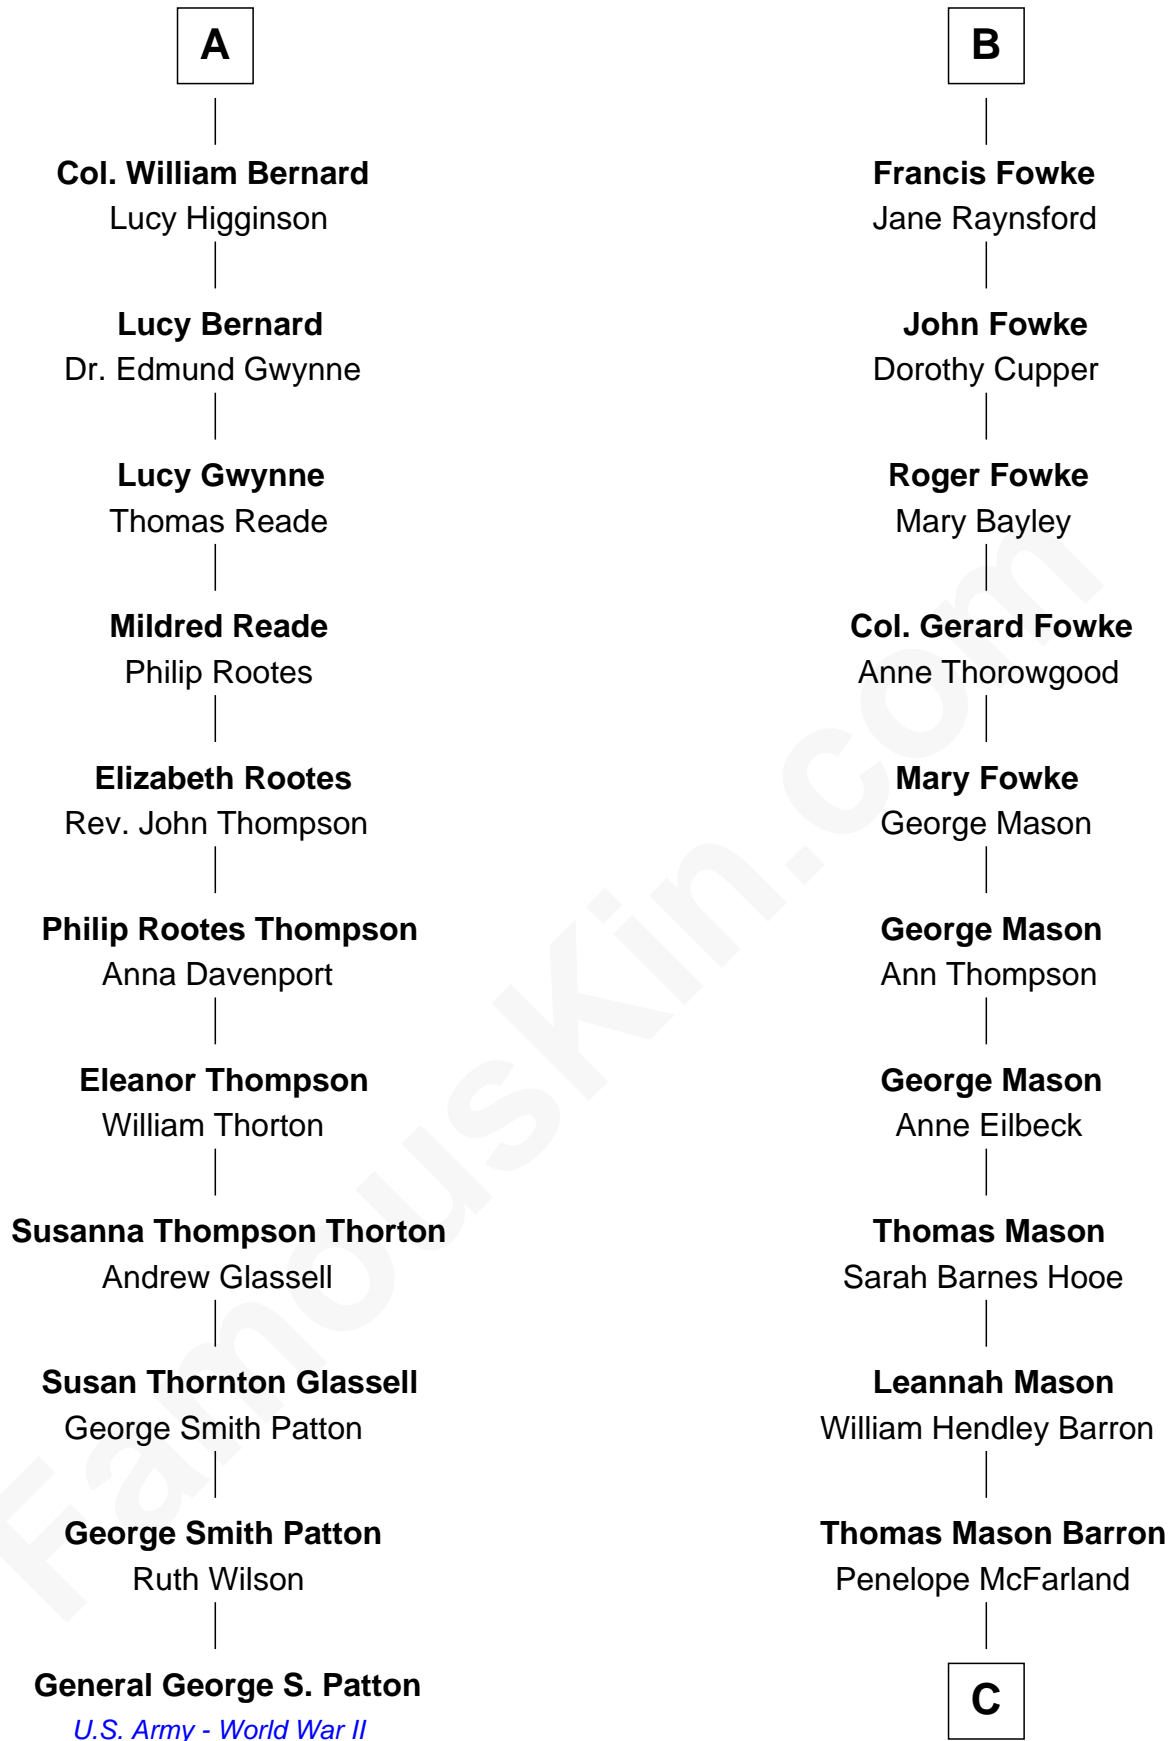 A
Col. William Bernard
Lucy Higginson
Lucy Bernard
Dr. Edmund Gwynne
Lucy Gwynne
Thomas Reade
Mildred Reade
Philip Rootes
Elizabeth Rootes
Rev. John Thompson
Philip Rootes Thompson
Anna Davenport
Eleanor Thompson
William Thorton
Susanna Thompson Thorton
Andrew Glassell
Susan Thornton Glassell
George Smith Patton
George Smith Patton
Ruth Wilson
General George S. Patton
U.S. Army - World War II
B
Francis Fowke
Jane Raynsford
John Fowke
Dorothy Cupper
Roger Fowke
Mary Bayley
Col. Gerard Fowke
Anne Thorowgood
Mary Fowke
George Mason
George Mason
Ann Thompson
George Mason
Anne Eilbeck
Thomas Mason
Sarah Barnes Hooe
Leannah Mason
William Hendley Barron
Thomas Mason Barron
Penelope McFarland
C
FamousKin.com